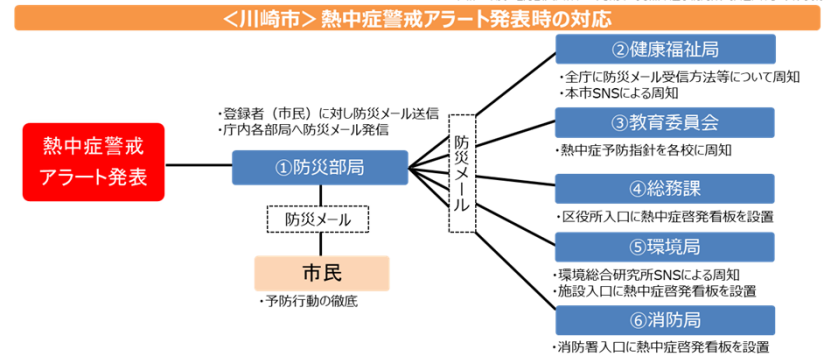 <川崎市> 熱中症警戒アラート発表時の対応
熱中症警戒
アラート発表
・登録者（市民）に対し防災メール送信
・庁内各部局へ防災メール発信
①防災部局
防災メール
市民
・予防行動の徹底
防災メール
②健康福祉局
・全庁に防災メール受信方法等について周知
・本市SNSによる周知
③教育委員会
・熱中症予防指針を各校に周知
④総務課
・区役所入口に熱中症啓発看板を設置
⑤環境局
・環境総合研究所SNSによる周知
・施設入口に熱中症啓発看板を設置
⑥消防局
・消防署入口に熱中症啓発看板を設置